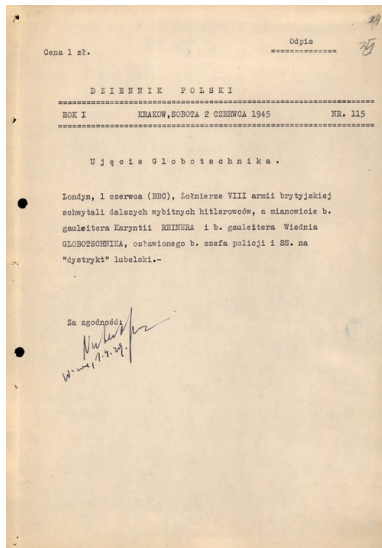 Odpis
Cena 1 zł.
DZIENNIK POLSKI
ROK I KRAKOW, SOBOTA 2 CZERWCA 1945 NR. 115
Ujęcie Globotschnika.
Londyn, 1 czerwca (BBC), Żołnierze VIII armii brytyjskiej
schwytali dalszych wybitnych hitlerowców, a mianowicie b.
gauleitera Karyntii REINERA i b. gauleitera Wiednia
GLOBOTSCHNIKA, osławionego b. szefa policji i SS. na
"dystrykt" lubelski.-
Za zgodność: